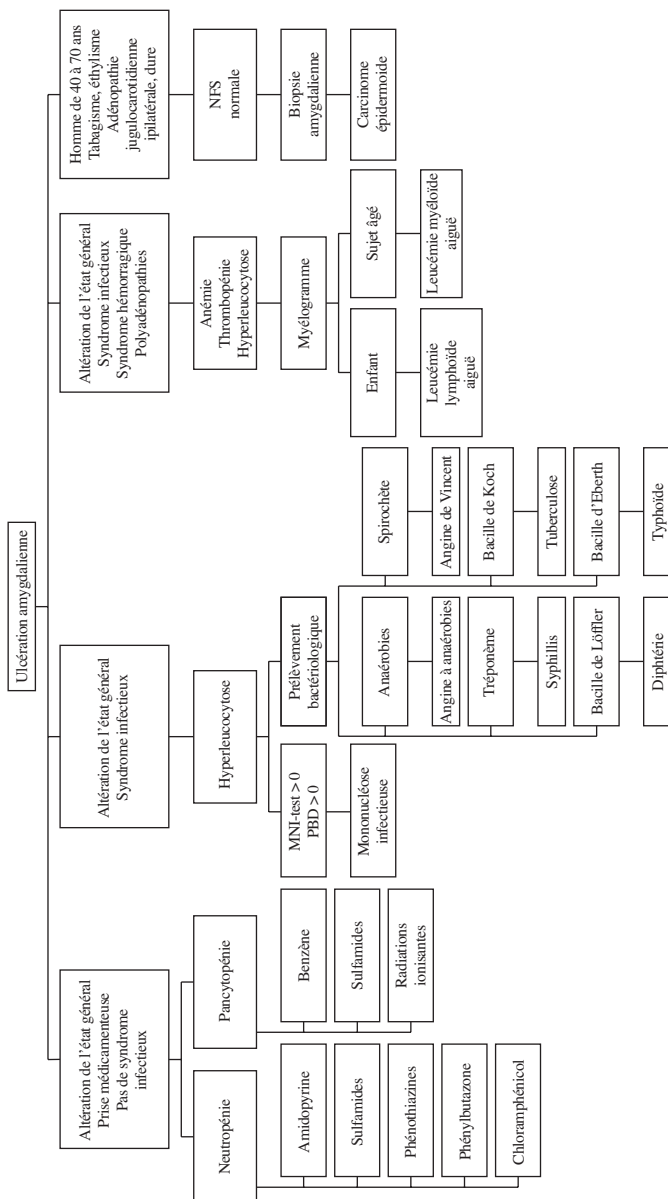 Ulcération amygdalienne
Altération de l'état général
Prise médicamenteuse
Pas de syndrome
infectieux
Neutropénie
Amidopyrine
Sulfamides
Phénothiazines
Phénylbutazone
Chloramphénicol
Pancytopénie
Benzène
Sulfamides
Radiations
ionisantes
Altération de l'état général
Syndrome infectieux
Hyperleucocytose
MNI-test > 0
PBD > 0
Mononucléose
infectieuse
Prélèvement
bactériologique
Anaérobies
Angine à anaérobies
Tréponème
Syphillis
Bacille de Löffler
Diphtérie
Spirochète
Angine de Vincent
Bacille de Koch
Tuberculose
Bacille d'Eberth
Typhoïde
Altération de l'état général
Syndrome infectieux
Syndrome hémorragique
Polyadénopathies
Anémie
Thrombopénie
Hyperleucocytose
Myélogramme
Enfant
Leucémie
lymphoïde
aiguë
Sujet âgé
Leucémie myéloïde
aiguë
Homme de 40 à 70 ans
Tabagisme, éthylisme
Adénopathie
jugulocarotidienne
ipilatérale, dure
NFS
normale
Biopsie
amygdalienne
Carcinome
épidermoide